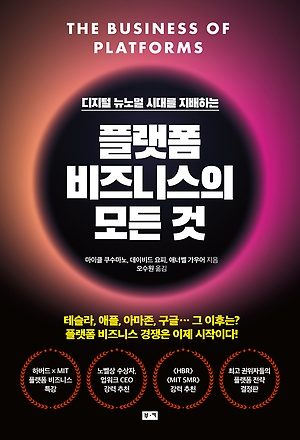 THE BUSINESS OF
PLATFORMS
디지털 뉴노멀 시대를 지배하는
플랫폼
비즈니스의
모든 것
마이클 쿠수마노, 데이비드 요피, 애너벨 가우어 지음
오수원 옮김
테슬라, 애플, 아마존, 구글… 그 이후는?
플랫폼 비즈니스 경쟁은 이제 시작이다!
하버드×MIT
플랫폼 비즈니스
특강
노벨상 수상자,
업워크 CEO
강력 추천
<HBR>
<MIT SMR>
강력 추천
최고 권위자들의
플랫폼 전략
결정판
부·키